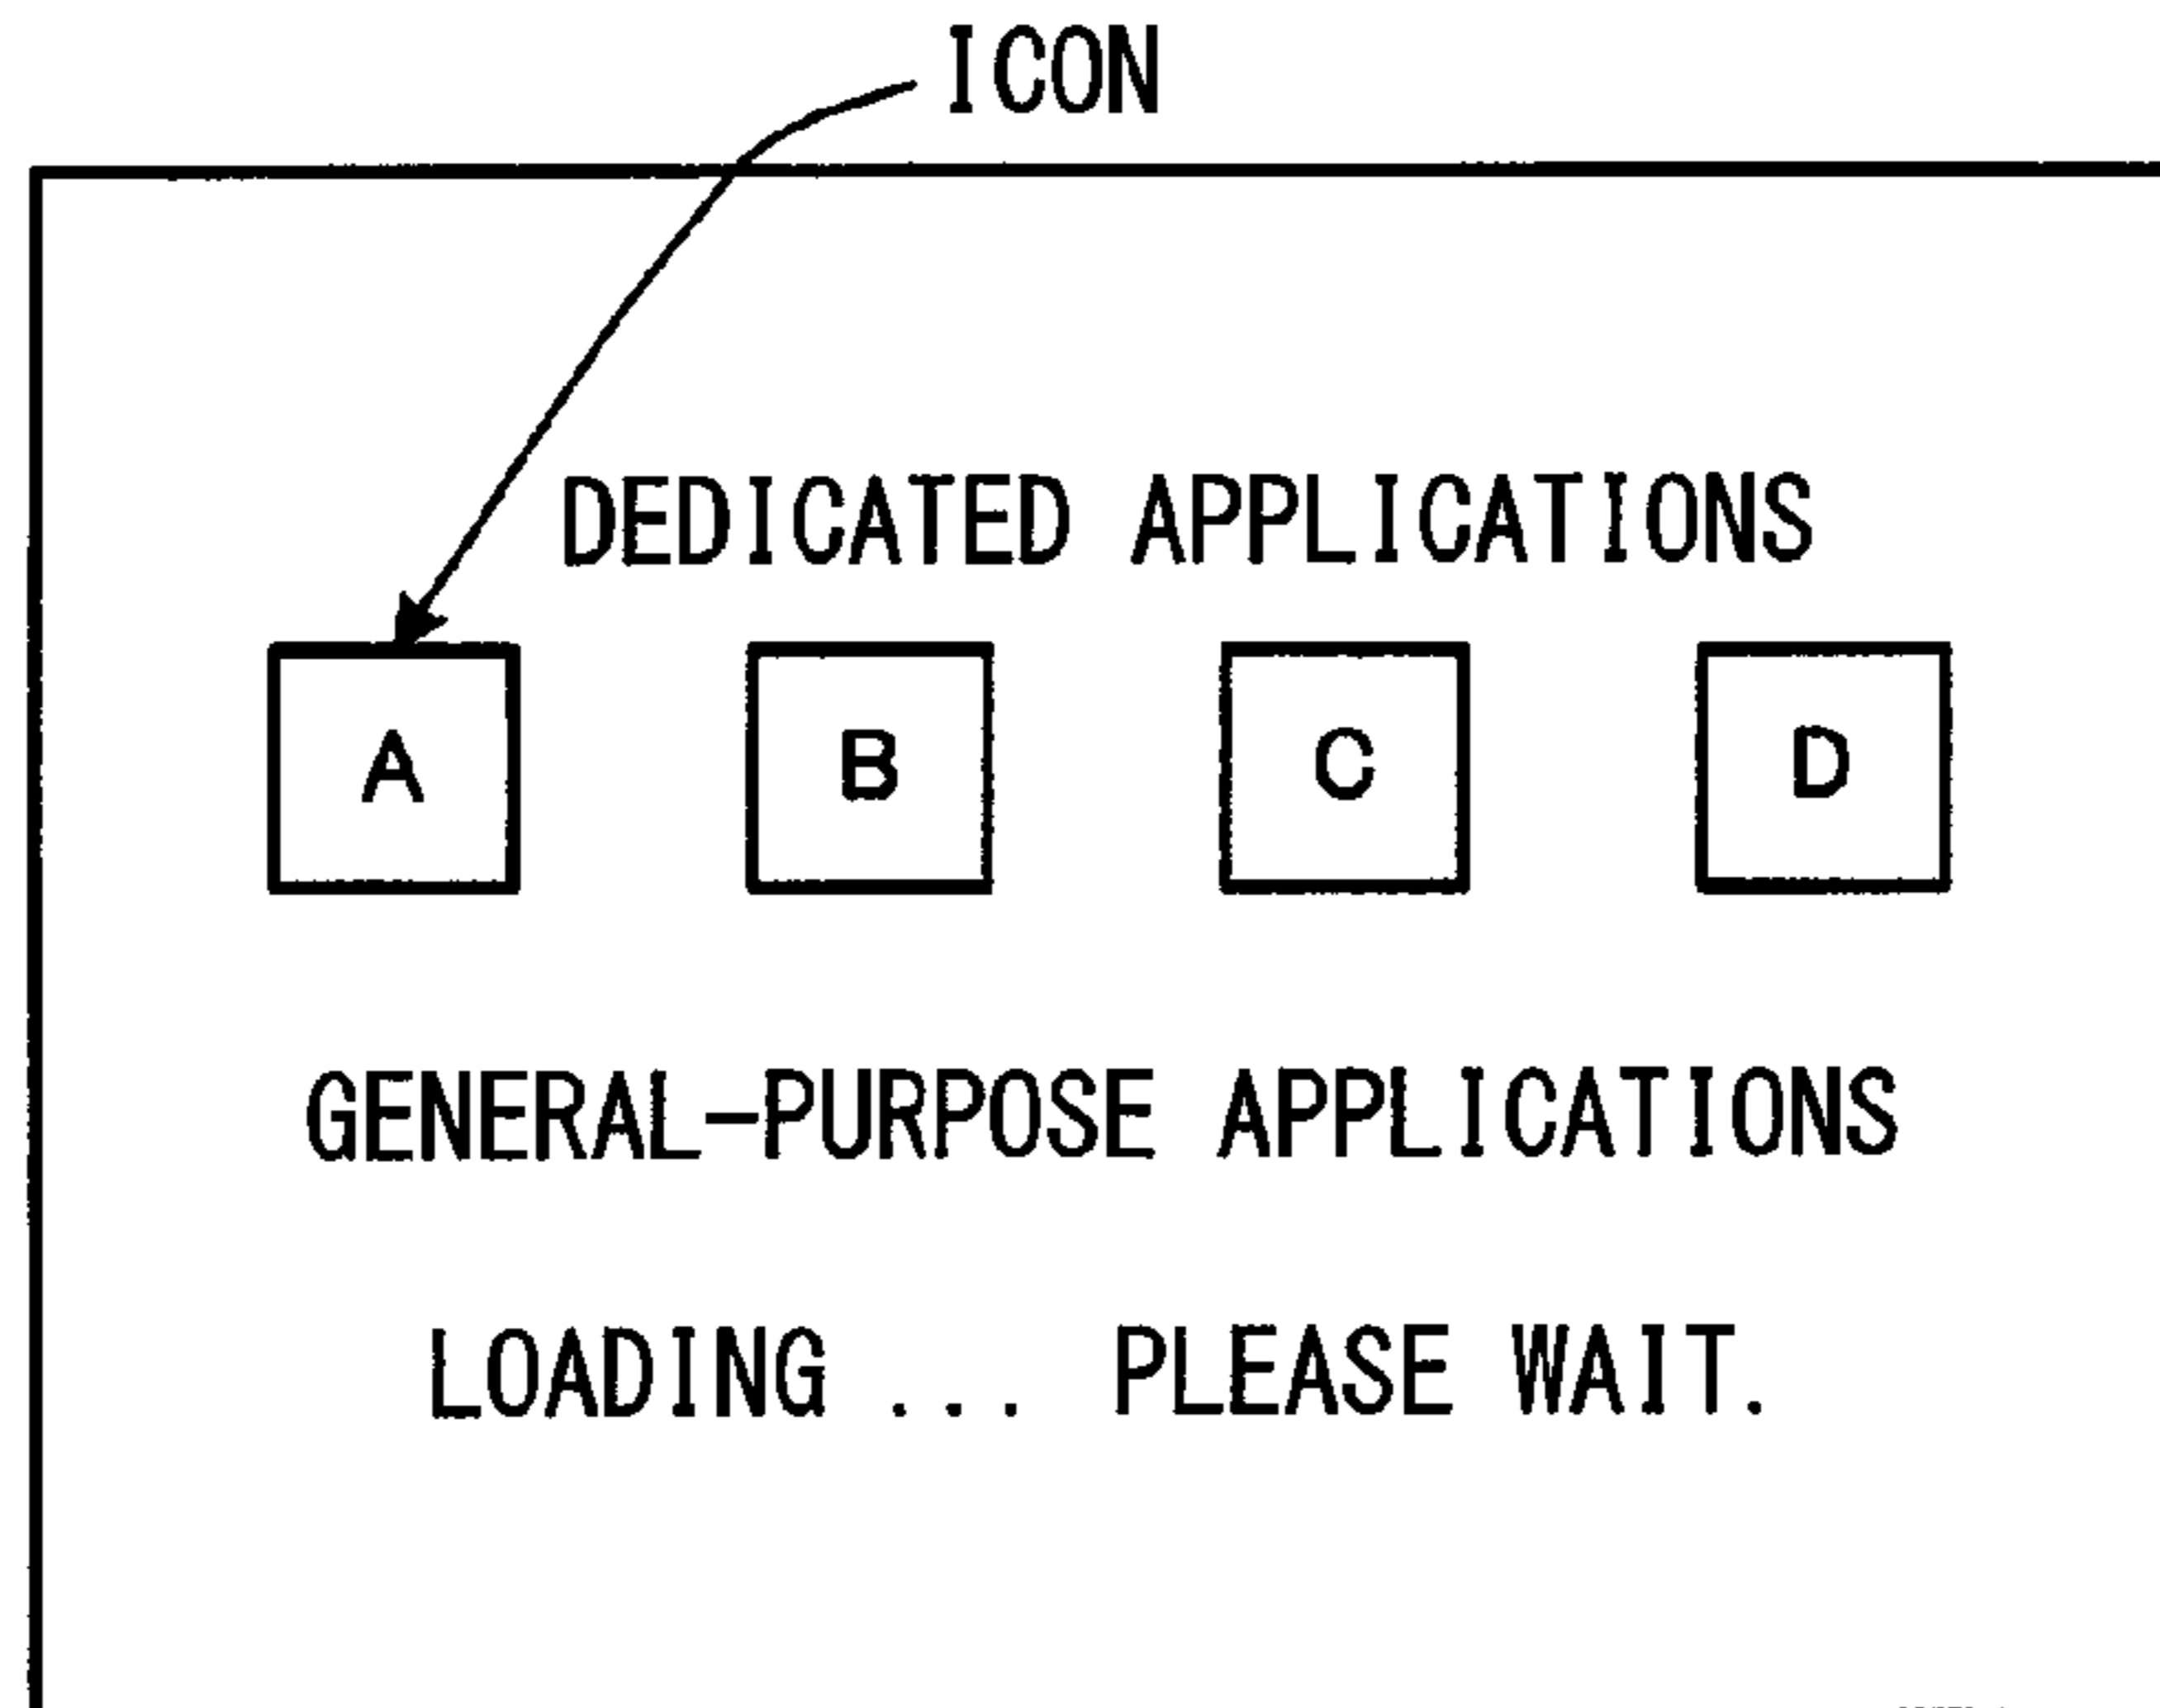 ICON
DEDICATED APPLICATIONS
A B C D
GENERAL-PURPOSE APPLICATIONS
LOADING ... PLEASE WAIT.